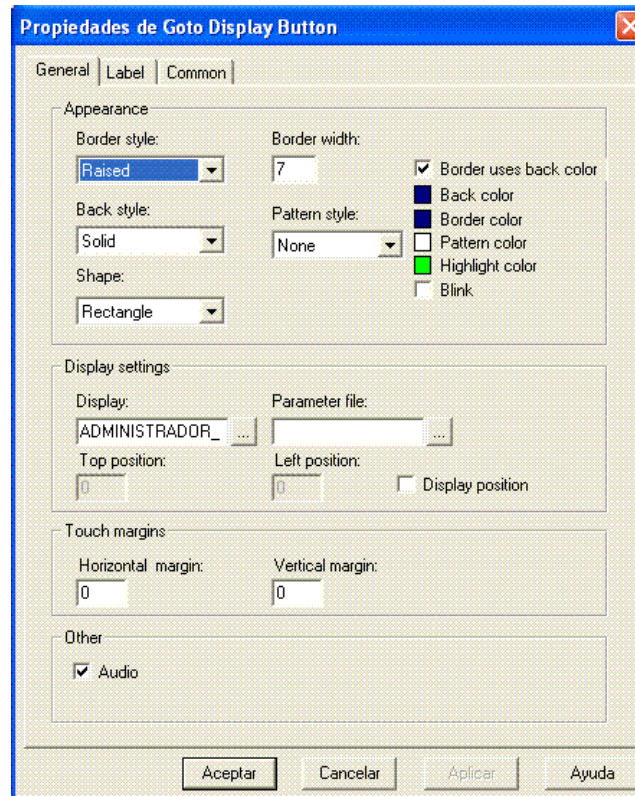 Propiedades de Goto Display Button
General Label Common
Appearance
Border style: Border width:
Raised 7 Border uses back color
Back color
Back style: Pattern style: Border color
Solid None Pattern color
Highlight color
Shape: Blink
Rectangle
Display settings
Display: Parameter file:
ADMINISTRADOR_ ... ...
Top position: Left position:
0 0 Display position
Touch margins
Horizontal margin: Vertical margin:
0 0
Other
Audio
Aceptar Cancelar Aplicar Ayuda